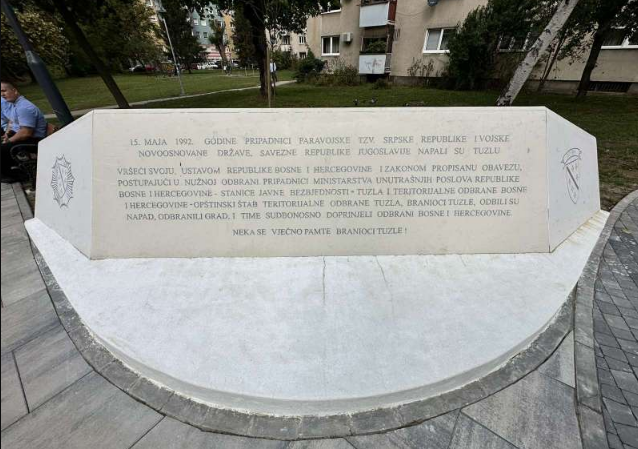 15. MAJA 1992. GODINE PRIPADNICI PARAVOJSKE TZV. SRPSKE REPUBLIKE I VOJSKE
NOVOOSNOVANE DRŽAVE, SAVEZNE REPUBLIKE JUGOSLAVIJE NAPALI SU TUZLU
VRŠEĆI SVOJU, USTAVOM REPUBLIKE BOSNE I HERCEGOVINE I ZAKONOM PROPISANU OBAVEZU,
POSTUPAJUĆI U NUŽNOJ ODBRANI PRIPADNICI MINISTARSTVA UNUTRAŠNJIH POSLOVA REPUBLIKE
BOSNE I HERCEGOVINE - STANICE JAVNE BEZBJEDNOSTI - TUZLA I TERITORIJALNE ODBRANE BOSNE
I HERCEGOVINE - OPŠTINSKI ŠTAB TERITORIJALNE ODBRANE TUZLA, BRANIOCI TUZLE, ODBILI SU
NAPAD, ODBRANILI GRAD, I TIME SUDBONOSNO DOPRINJELI ODBRANI BOSNE I HERCEGOVINE.
NEKA SE VJEČNO PAMTE BRANIOCI TUZLE !